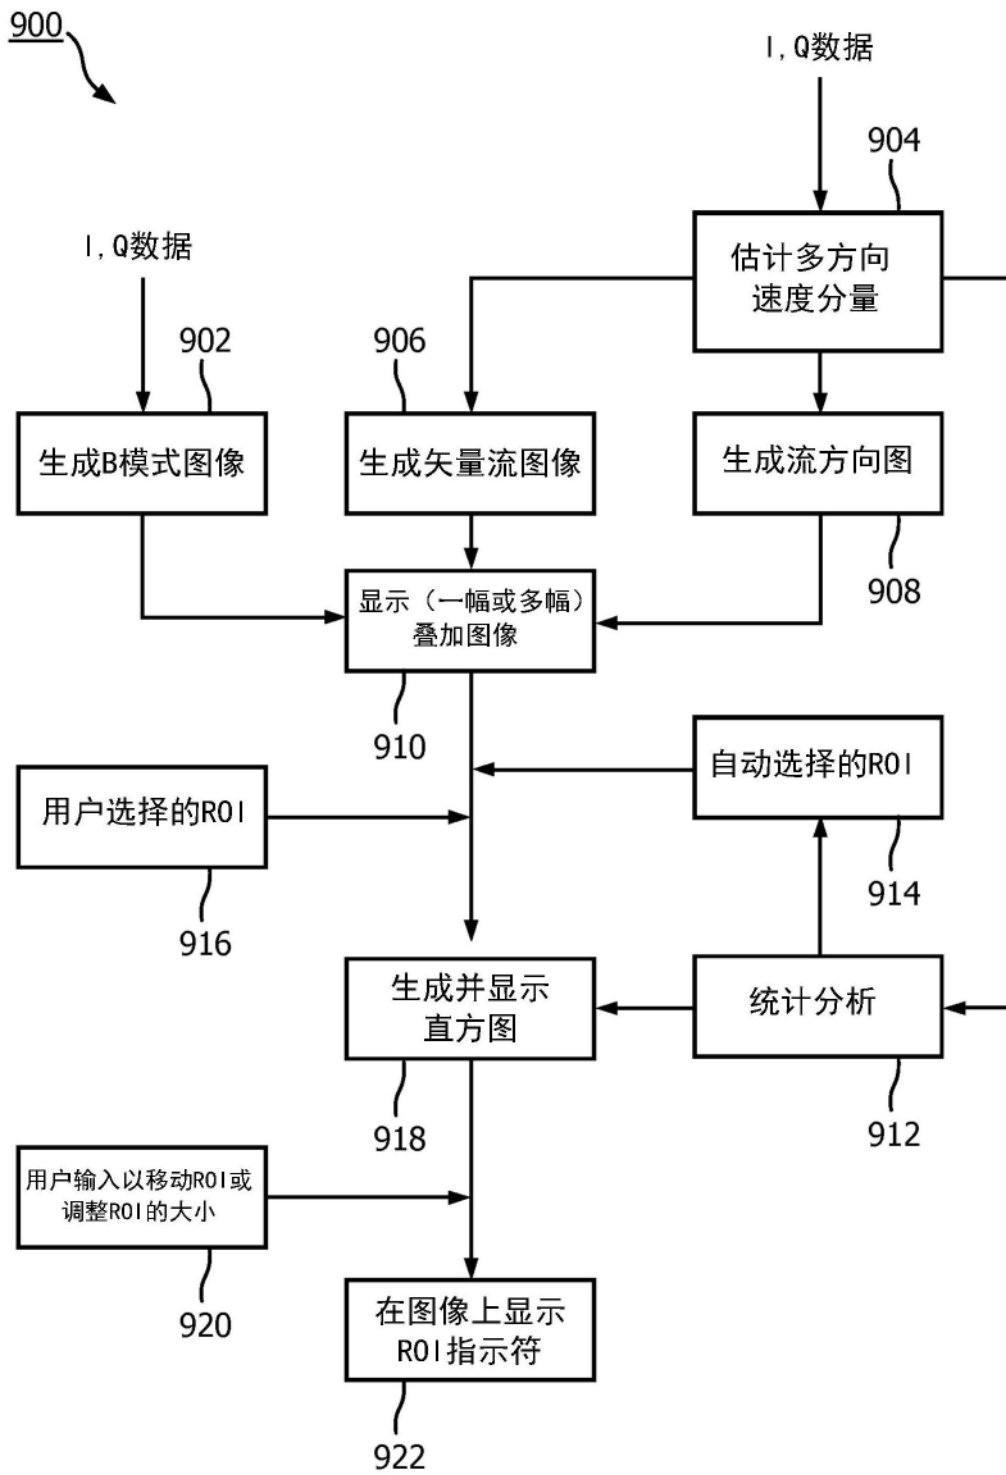 900
I,Q数据
904
估计多方向
速度分量
I,Q数据
902
906
生成B模式图像
生成矢量流图像
生成流方向图
908
显示（一幅或多幅）
叠加图像
910
自动选择的ROI
914
用户选择的ROI
916
生成并显示
直方图
918
统计分析
912
用户输入以移动ROI或
调整ROI的大小
920
在图像上显示
ROI指示符
922